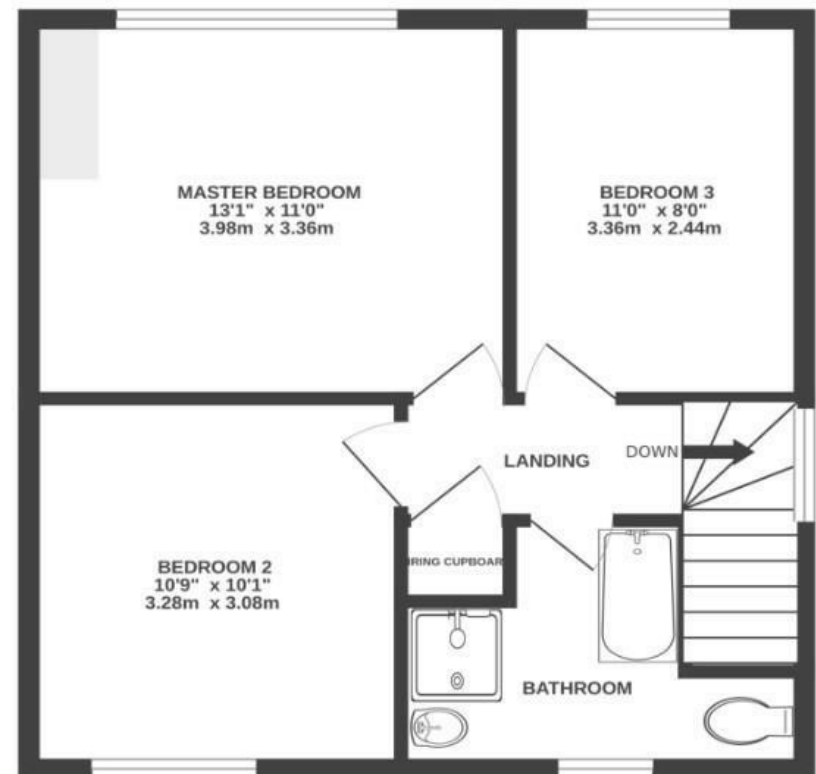 MASTER BEDROOM
13'1" x 11'0"
3.98m x 3.36m
BEDROOM 3
11'0" x 8'0"
3.36m x 2.44m
LANDING
DOWN
BEDROOM 2
10'9" x 10'1"
3.28m x 3.08m
IRING CUPBOAR
BATHROOM